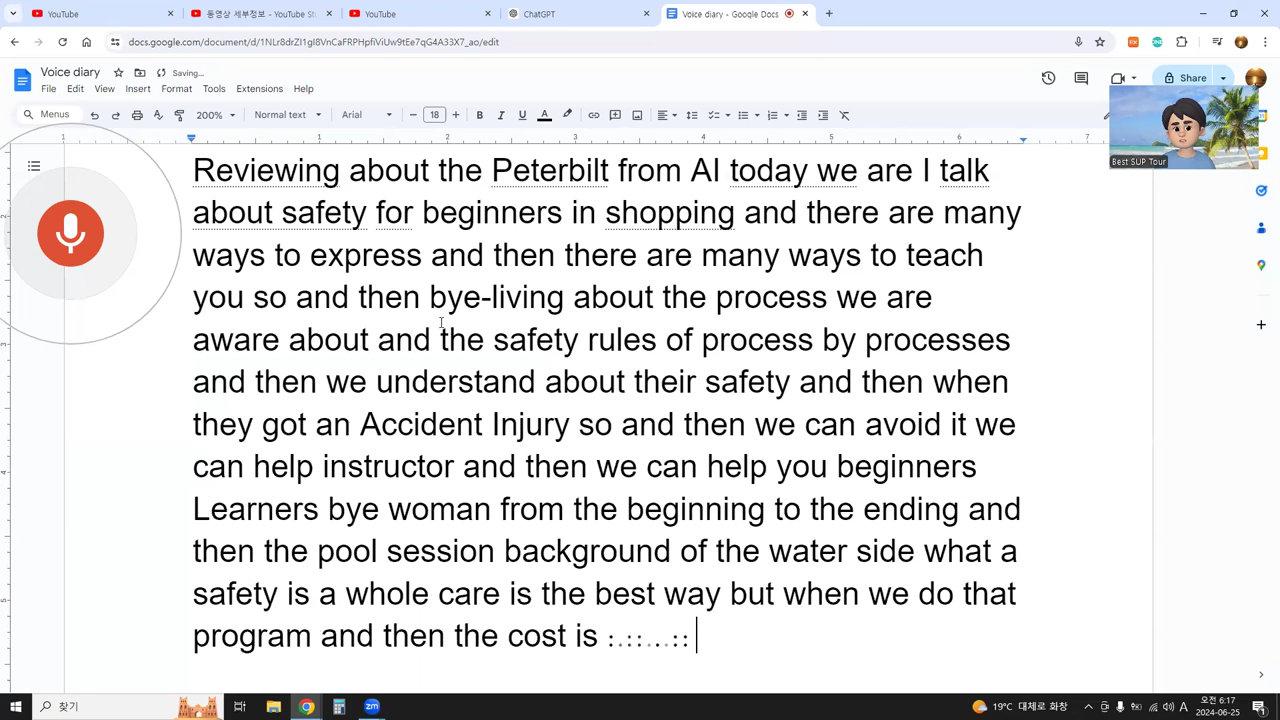 YouTube
동영상 세부정보 - YouTube St
YouTube
ChatGPT
Voice diary - Google Docs
docs.google.com/document/d/1NLr8drZI1gI8VnCaFRPHpfiViUw9tEe7qG4A33X7_ao/edit
Voice diary
Saving...
File Edit View Insert Format Tools Extensions Help
Share
Menus
200%
Normal text
Arial
18
B I U A
1 1 2 3 4 5 6
Best SUP Tour
Reviewing about the Peterbilt from AI today we are I talk
about safety for beginners in shopping and there are many
ways to express and then there are many ways to teach
you so and then bye-living about the process we are
aware about and the safety rules of process by processes
and then we understand about their safety and then when
they got an Accident Injury so and then we can avoid it we
can help instructor and then we can help you beginners
Learners bye woman from the beginning to the ending and
then the pool session background of the water side what a
safety is a whole care is the best way but when we do that
program and then the cost is
찾기
19°C 대체로 화창
A
오전 6:17
2024-06-25